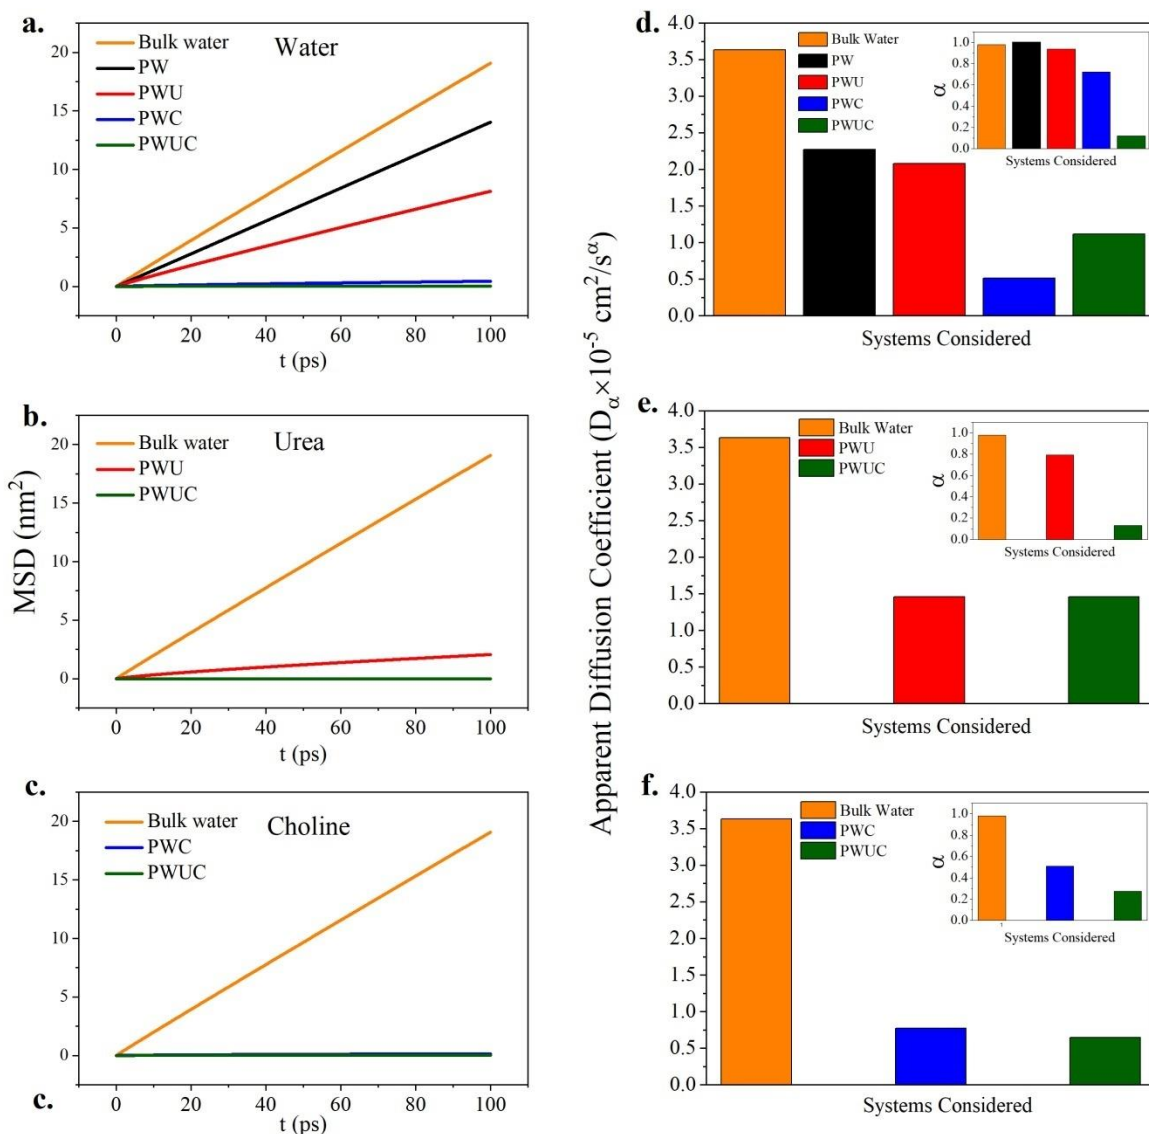 a.
Water
Bulk water
PW
PWU
PWC
PWUC
20
15
10
5
0
0 20 40 60 80 100
t (ps)
b.
Urea
Bulk water
PWU
PWUC
20
15
10
5
0
0 20 40 60 80 100
t (ps)
MSD (nm²)
c.
Choline
Bulk water
PWC
PWUC
20
15
10
5
0
c.
0 20 40 60 80 100
t (ps)
Apparent Diffusion Coefficient (Dα×10⁻⁵ cm²/s^α)
d.
4.0
3.5
3.0
2.5
2.0
1.5
1.0
0.5
0.0
Bulk Water
PW
PWU
PWC
PWUC
α
1.0
0.8
0.6
0.4
0.2
0.0
Systems Considered
Systems Considered
e.
4.0
3.5
3.0
2.5
2.0
1.5
1.0
0.5
0.0
Bulk Water
PWU
PWUC
α
1.0
0.8
0.6
0.4
0.2
0.0
Systems Considered
Systems Considered
f.
4.0
3.5
3.0
2.5
2.0
1.5
1.0
0.5
0.0
Bulk Water
PWC
PWUC
α
1.0
0.8
0.6
0.4
0.2
0.0
Systems Considered
Systems Considered